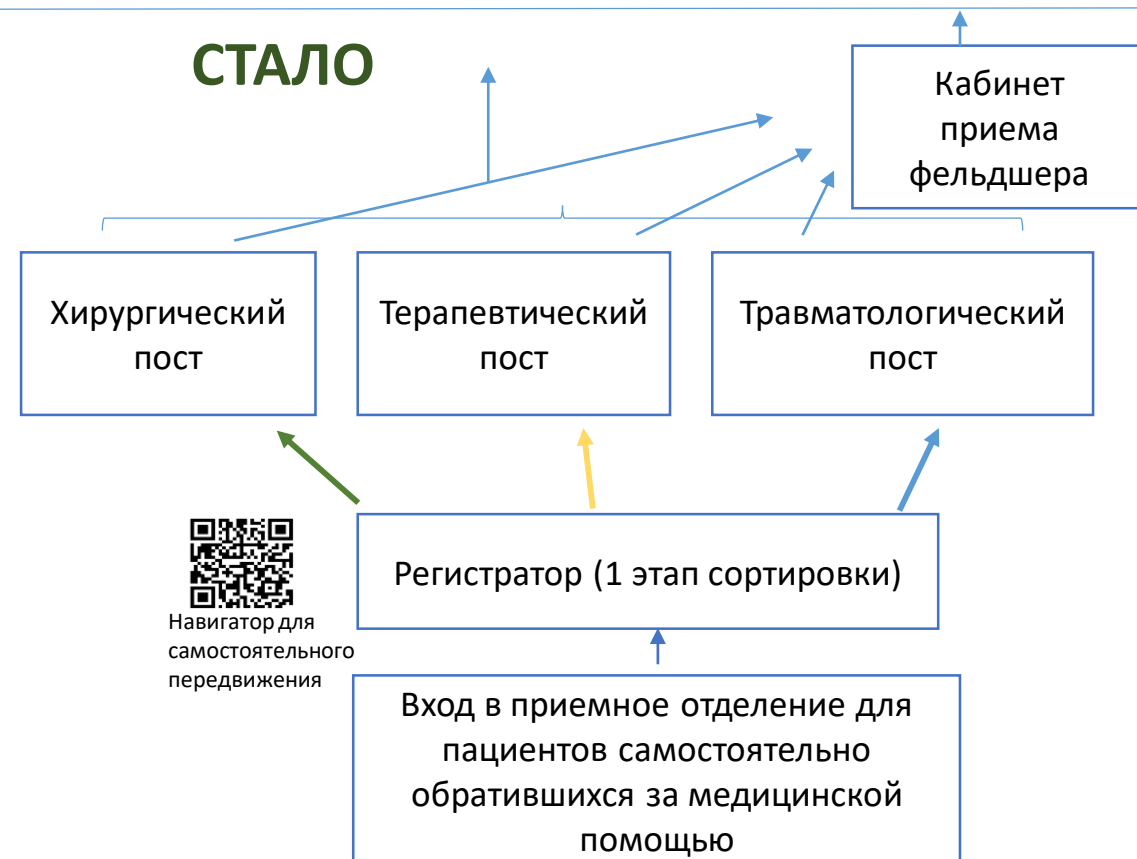 СТАЛО
Кабинет
приема
фельдшера
Хирургический
пост
Терапевтический
пост
Травматологический
пост
Регистратор (1 этап сортировки)
Навигатор для
самостоятельного
передвижения
Вход в приемное отделение для
пациентов самостоятельно
обратившихся за медицинской
помощью